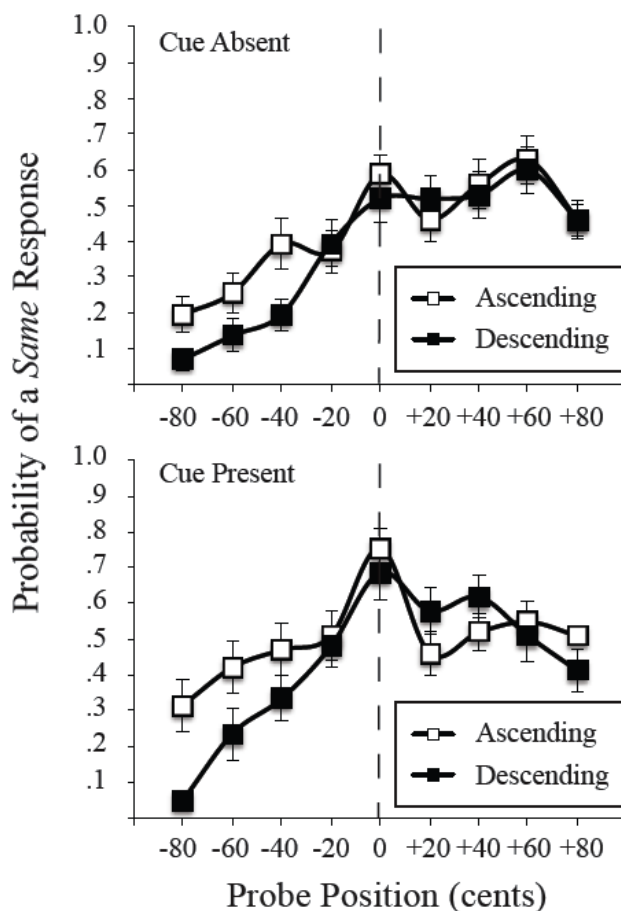 Probability of a Same Response
Cue Absent
1.0
.9
.8
.7
.6
.5
.4
.3
.2
.1
Ascending
Descending
-80 -60 -40 -20 0 +20 +40 +60 +80
Cue Present
1.0
.9
.8
.7
.6
.5
.4
.3
.2
.1
Ascending
Descending
-80 -60 -40 -20 0 +20 +40 +60 +80
Probe Position (cents)